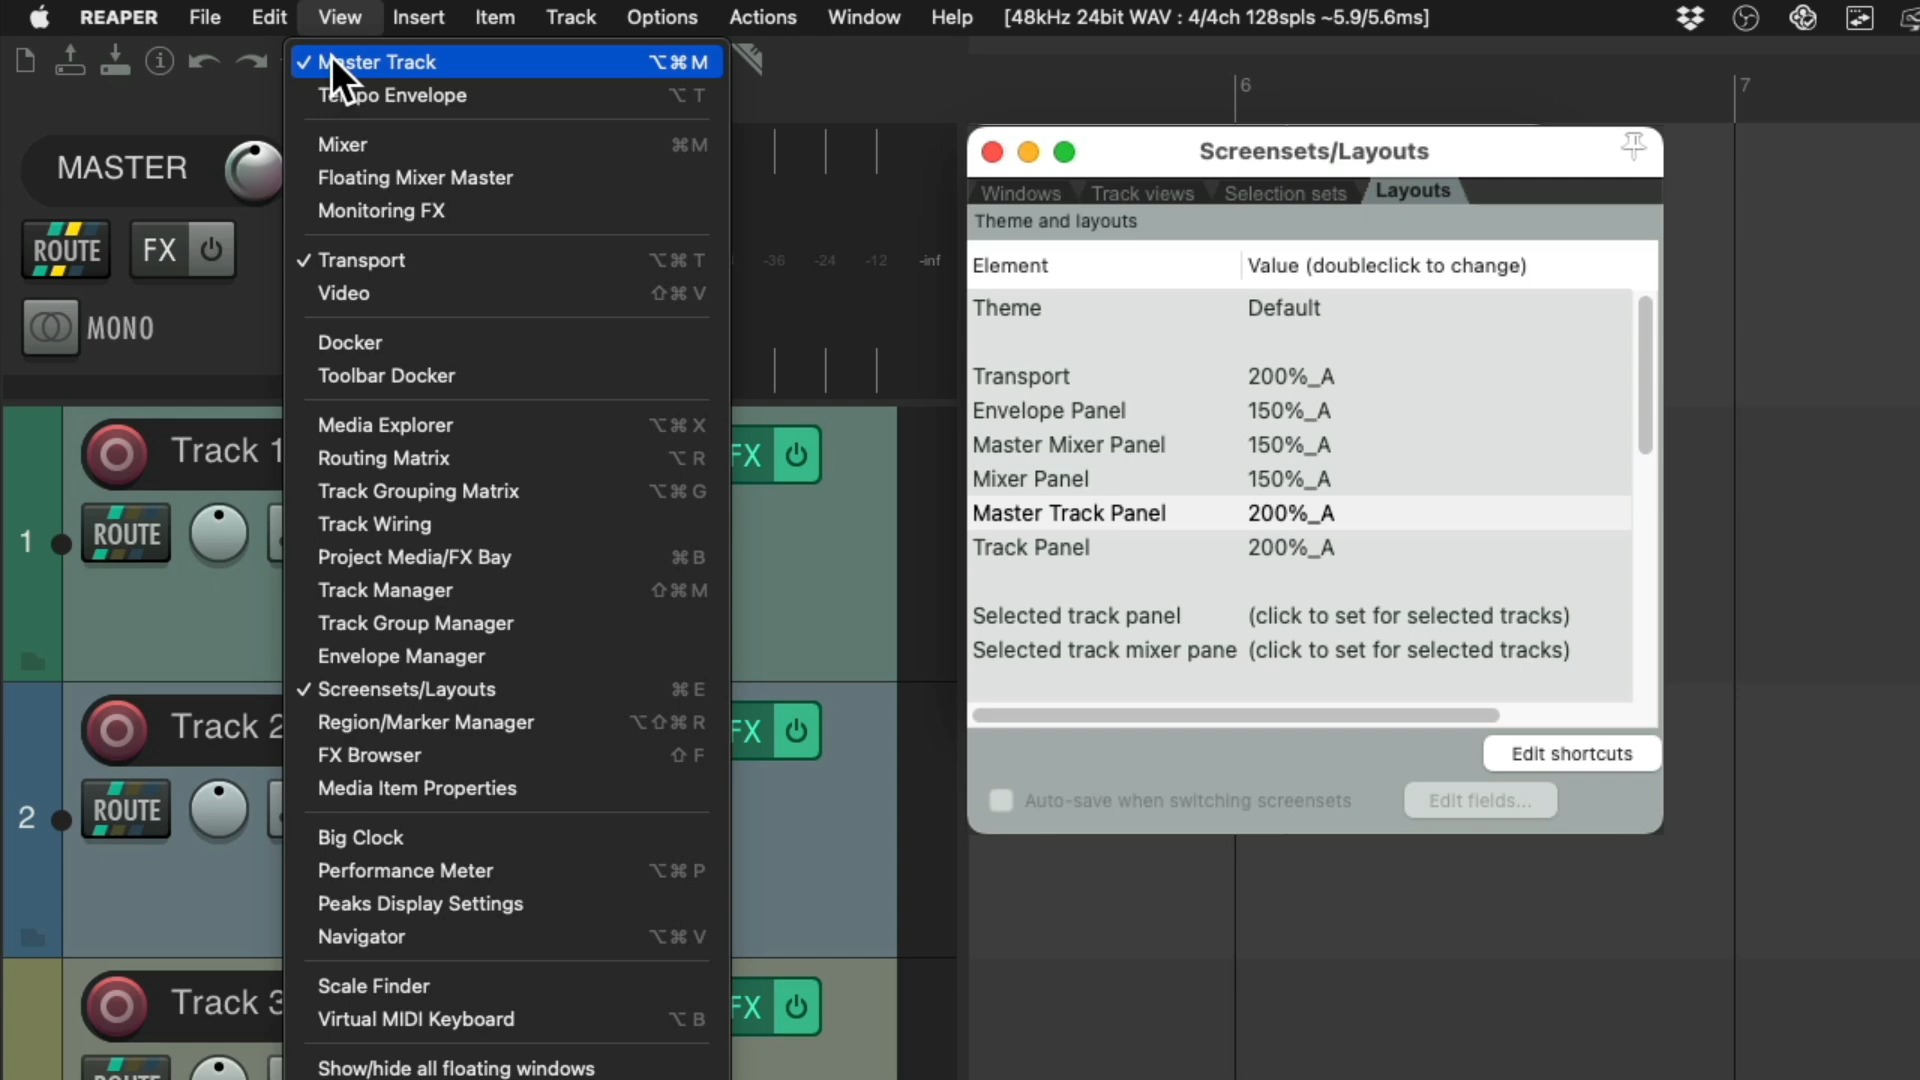 REAPER File Edit View Insert Item Track Options Actions Window Help [48kHz 24bit WAV : 4/4ch 128spls ~5.9/5.6ms]
MASTER
ROUTE FX
MONO
Track 1
1
ROUTE
Track 2
2
ROUTE
Track 3
Master Track ⌥⌘M
Tempo Envelope ⌥T
Mixer ⌘M
Floating Mixer Master
Monitoring FX
✓ Transport ⌥⌘T
Video ⇧⌘V
Docker
Toolbar Docker
Media Explorer ⌥⌘X
Routing Matrix ⌥R
Track Grouping Matrix ⌥⌘G
Track Wiring
Project Media/FX Bay ⌘B
Track Manager ⇧⌘M
Track Group Manager
Envelope Manager
✓ Screensets/Layouts ⌘E
Region/Marker Manager ⌥⇧⌘R
FX Browser ⇧F
Media Item Properties
Big Clock
Performance Meter ⌥⌘P
Peaks Display Settings
Navigator ⌥⌘V
Scale Finder
Virtual MIDI Keyboard ⌥B
Show/hide all floating windows
-36 -24 -12 -inf
FX
FX
FX
6 7
Screensets/Layouts
Windows Track views Selection sets Layouts
Theme and layouts
Element Value (doubleclick to change)
Theme Default
Transport 200%_A
Envelope Panel 150%_A
Master Mixer Panel 150%_A
Mixer Panel 150%_A
Master Track Panel 200%_A
Track Panel 200%_A
Selected track panel (click to set for selected tracks)
Selected track mixer pane (click to set for selected tracks)
Edit shortcuts
Auto-save when switching screensets Edit fields...